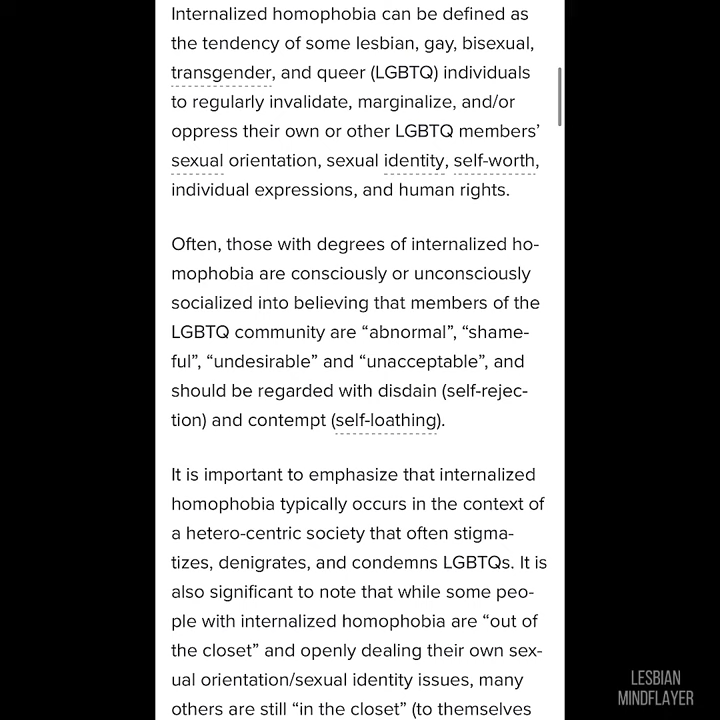 Internalized homophobia can be defined as
the tendency of some lesbian, gay, bisexual,
transgender, and queer (LGBTQ) individuals
to regularly invalidate, marginalize, and/or
oppress their own or other LGBTQ members’
sexual orientation, sexual identity, self-worth,
individual expressions, and human rights.
Often, those with degrees of internalized ho-
mophobia are consciously or unconsciously
socialized into believing that members of the
LGBTQ community are “abnormal”, “shame-
ful”, “undesirable” and “unacceptable”, and
should be regarded with disdain (self-rejec-
tion) and contempt (self-loathing).
It is important to emphasize that internalized
homophobia typically occurs in the context of
a hetero-centric society that often stigma-
tizes, denigrates, and condemns LGBTQs. It is
also significant to note that while some peo-
ple with internalized homophobia are “out of
the closet” and openly dealing their own sex-
ual orientation/sexual identity issues, many
others are still “in the closet” (to themselves
LESBIAN
MINDFLAYER